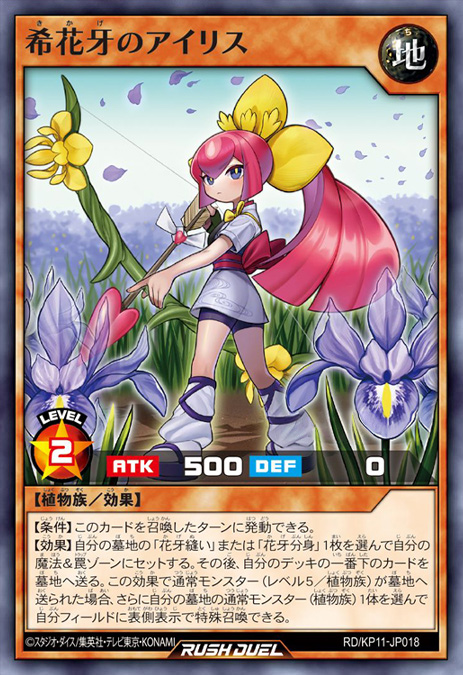 希花牙のアイリス
地
LEVEL
2
ATK 500 DEF 0
【植物族/効果】
【条件】このカードを召喚したターンに発動できる。
【効果】自分の墓地の「花牙縫い」または「花牙分身」1枚を選んで自分の
魔法&罠ゾーンにセットする。その後、自分のデッキの一番下のカードを
墓地へ送る。この効果で通常モンスター(レベル5/植物族)が墓地へ
送られた場合、さらに自分の墓地の通常モンスター(植物族)1体を選んで
自分フィールドに表側表示で特殊召喚できる。
©スタジオ・ダイス/集英社・テレビ東京・KONAMI
RUSH DUEL
RD/KP11-JP018